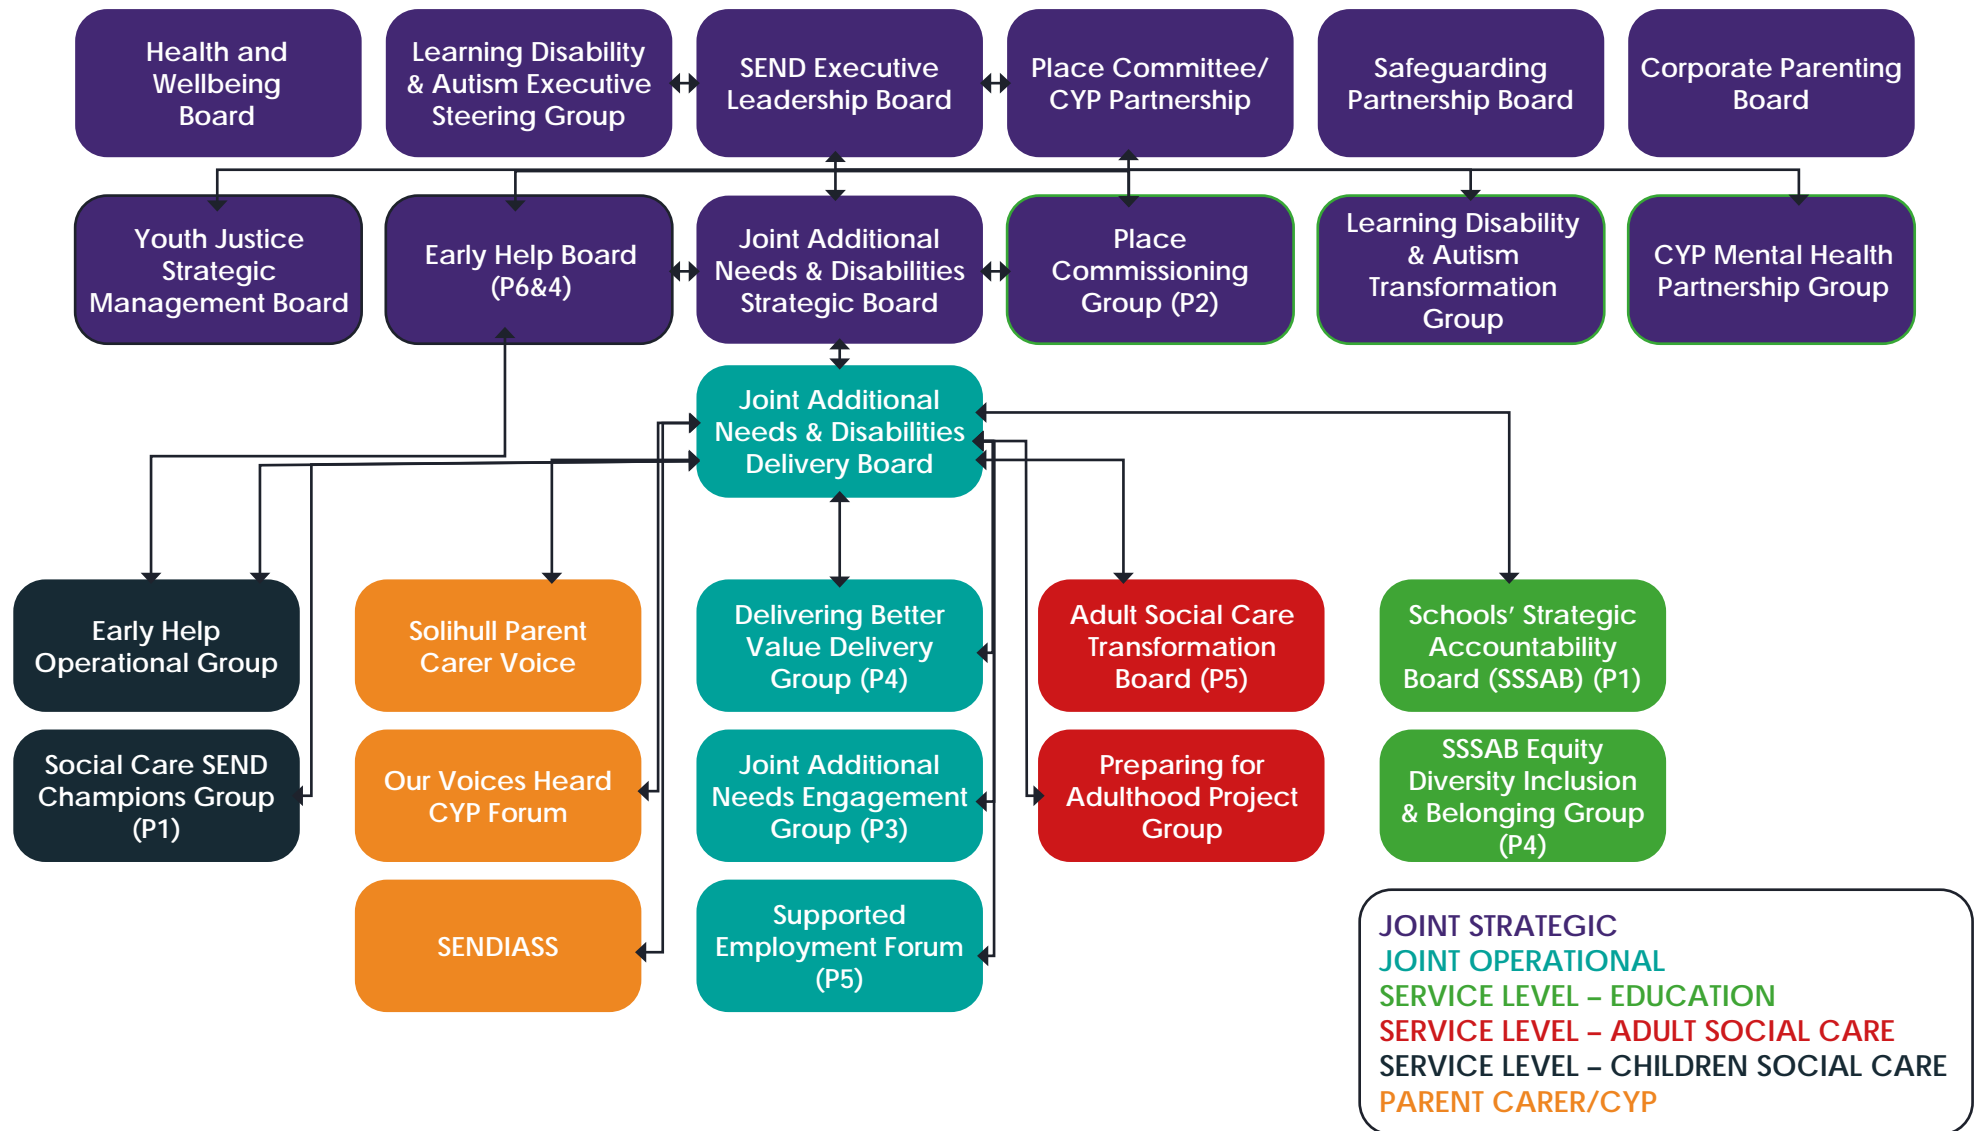 Health and
Wellbeing
Board
Learning Disability
& Autism Executive
Steering Group
SEND Executive
Leadership Board
Place Committee/
CYP Partnership
Safeguarding
Partnership Board
Corporate Parenting
Board
Youth Justice
Strategic
Management Board
Early Help Board
(P6&4)
Joint Additional
Needs & Disabilities
Strategic Board
Place
Commissioning
Group (P2)
Learning Disability
& Autism
Transformation
Group
CYP Mental Health
Partnership Group
Joint Additional
Needs & Disabilities
Delivery Board
Early Help
Operational Group
Solihull Parent
Carer Voice
Delivering Better
Value Delivery
Group (P4)
Adult Social Care
Transformation
Board (P5)
Schools’ Strategic
Accountability
Board (SSSAB) (P1)
Social Care SEND
Champions Group
(P1)
Our Voices Heard
CYP Forum
Joint Additional
Needs Engagement
Group (P3)
Preparing for
Adulthood Project
Group
SSSAB Equity
Diversity Inclusion
& Belonging Group
(P4)
SENDIASS
Supported
Employment Forum
(P5)
JOINT STRATEGIC
JOINT OPERATIONAL
SERVICE LEVEL – EDUCATION
SERVICE LEVEL – ADULT SOCIAL CARE
SERVICE LEVEL – CHILDREN SOCIAL CARE
PARENT CARER/CYP